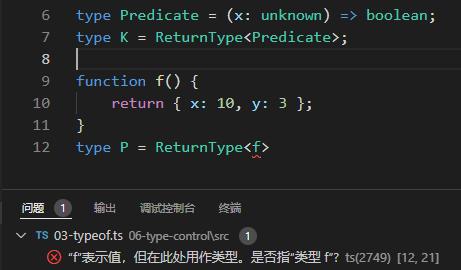 6 type Predicate = (x: unknown) => boolean;
7 type K = ReturnType<Predicate>;
8
9 function f() {
10 return { x: 10, y: 3 };
11 }
12 type P = ReturnType<f>
问题 1 输出 调试控制台 终端
TS 03-typeof.ts 06-type-control\src 1
"f"表示值，但在此处用作类型。是否指"类型 f"? ts(2749) [12, 21]